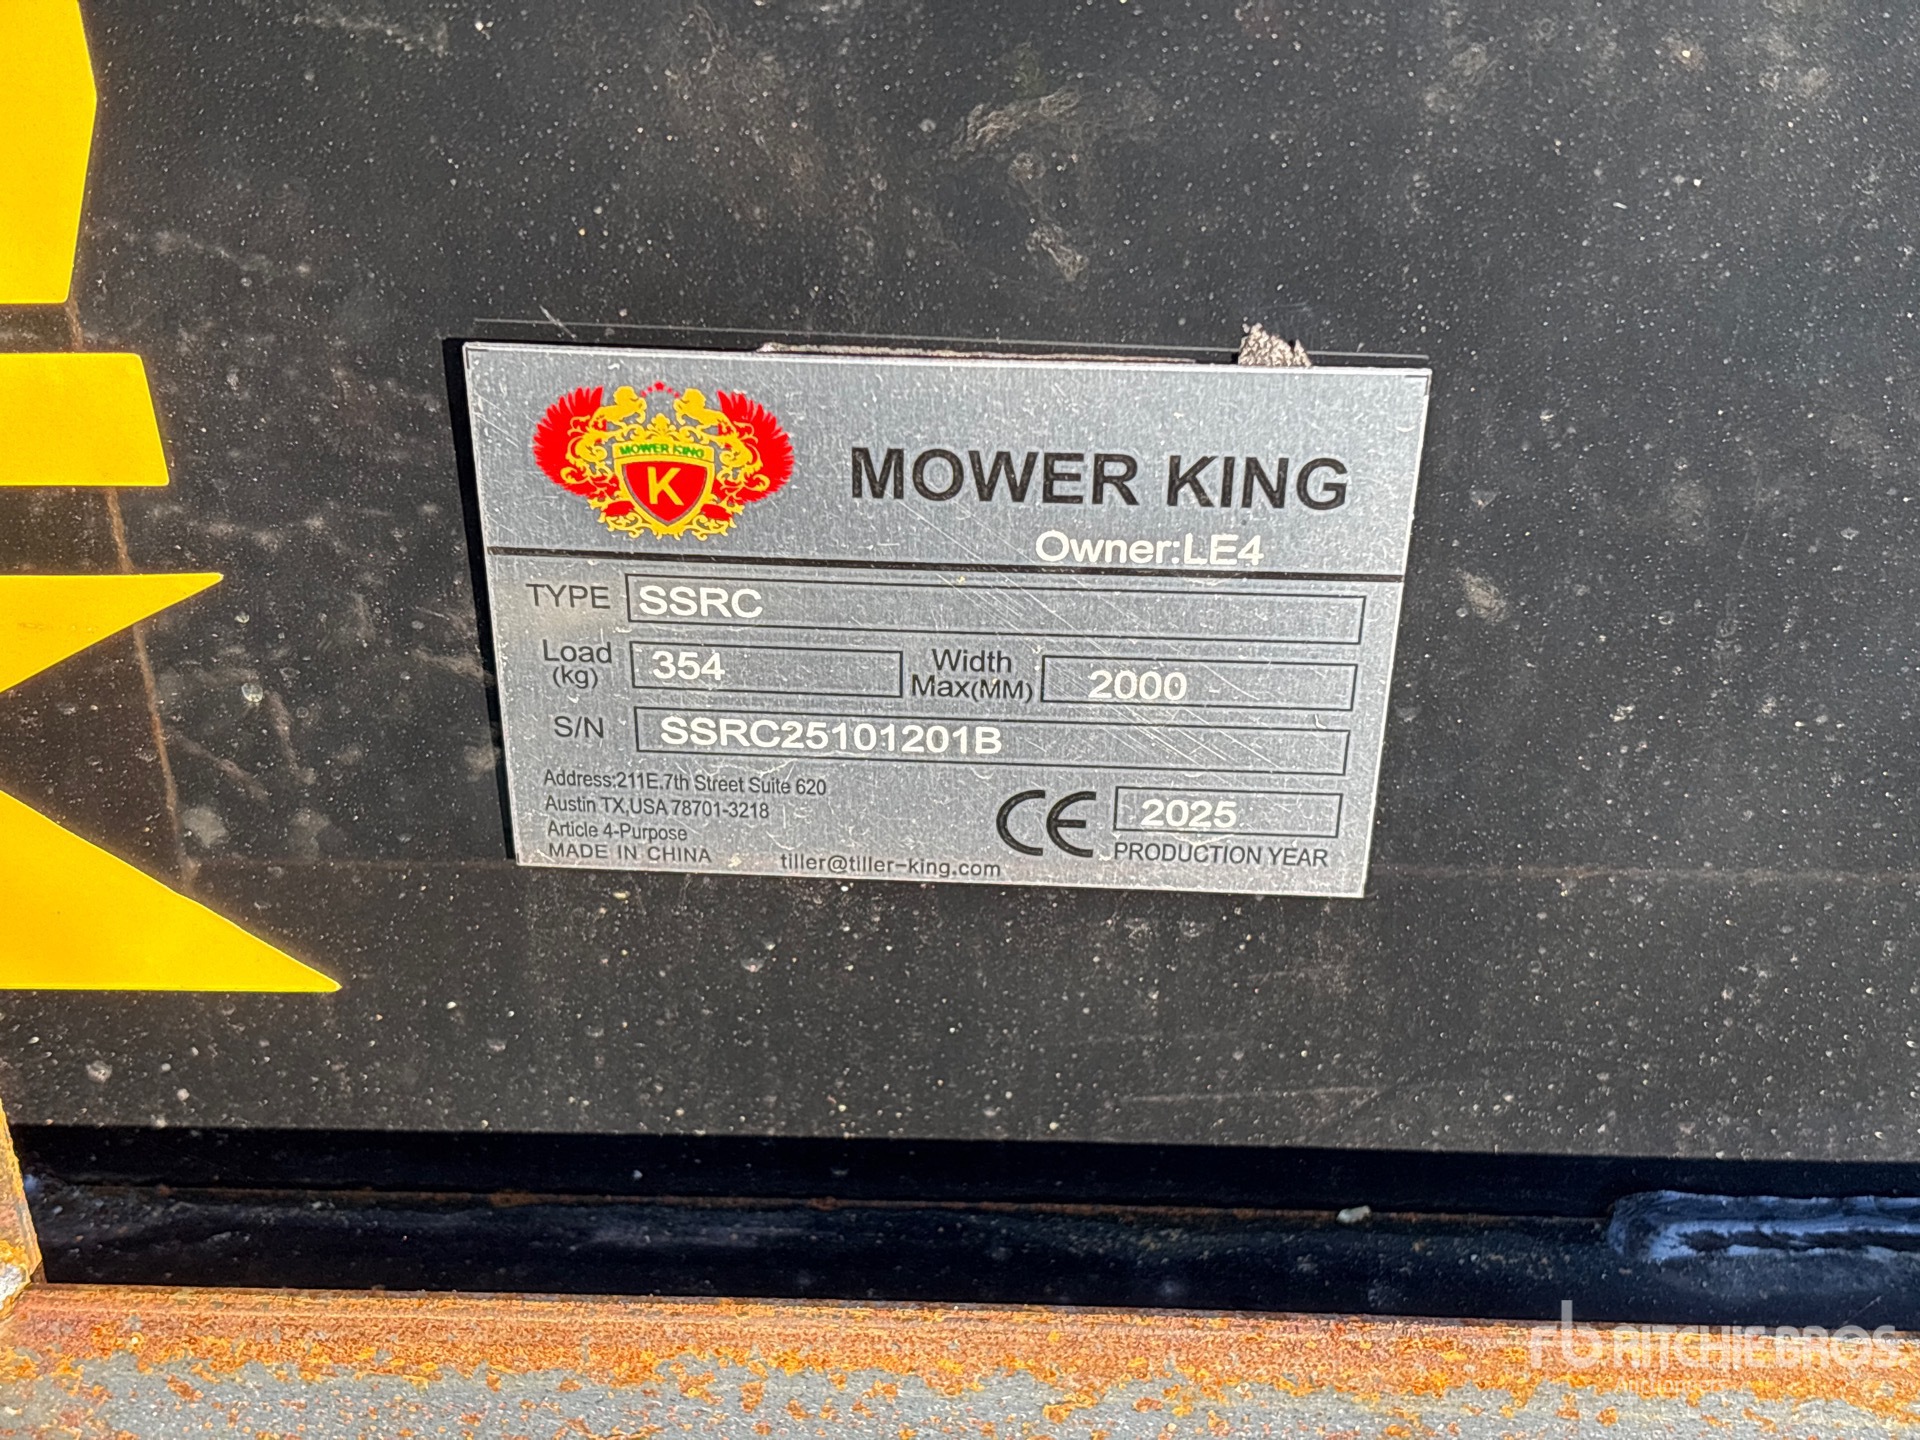 MOWER KING
K
MOWER KING
Owner:LE4
TYPE SSRC
Load (kg) 354 Width Max(MM) 2000
S/N SSRC25101201B
Address:211E.7th Street Suite 620
Austin TX,USA 78701-3218
Article 4-Purpose
MADE IN CHINA
tiller@tiller-king.com
CE 2025
PRODUCTION YEAR
rb RITCHIE BROS